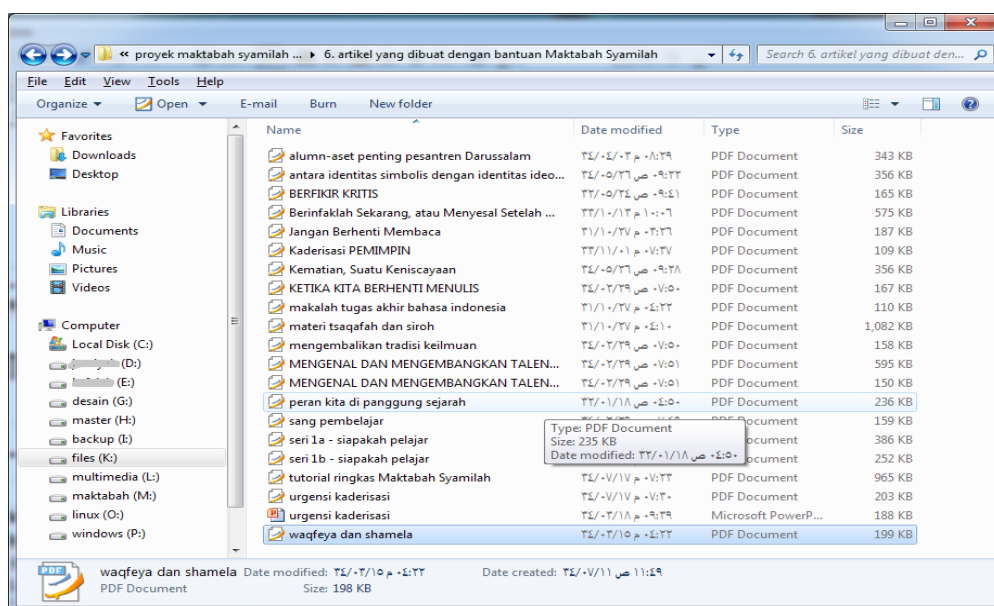 « proyek maktabah syamilah ... ▸ 6. artikel yang dibuat dengan bantuan Maktabah Syamilah Search 6. artikel yang dibuat den...
File Edit View Tools Help
Organize Open E-mail Burn New folder
Favorites
Downloads
Desktop
Libraries
Documents
Music
Pictures
Videos
Computer
Local Disk (C:)
(D:)
(E:)
desain (G:)
master (H:)
backup (I:)
files (K:)
multimedia (L:)
maktabah (M:)
linux (O:)
windows (P:)
Name Date modified Type Size
alumn-aset penting pesantren Darussalam PDF Document 343 KB
antara identitas simbolis dengan identitas ideo... PDF Document 356 KB
BERFIKIR KRITIS PDF Document 165 KB
Berinfaklah Sekarang, atau Menyesal Setelah ... PDF Document 575 KB
Jangan Berhenti Membaca PDF Document 187 KB
Kaderisasi PEMIMPIN PDF Document 109 KB
Kematian, Suatu Keniscayaan PDF Document 356 KB
KETIKA KITA BERHENTI MENULIS PDF Document 167 KB
makalah tugas akhir bahasa indonesia PDF Document 110 KB
materi tsaqafah dan siroh PDF Document 1,082 KB
mengembalikan tradisi keilmuan PDF Document 158 KB
MENGENAL DAN MENGEMBANGKAN TALEN... PDF Document 595 KB
MENGENAL DAN MENGEMBANGKAN TALEN... PDF Document 150 KB
peran kita di panggung sejarah PDF Document 236 KB
sang pembelajar 159 KB
seri 1a - siapakah pelajar 386 KB
seri 1b - siapakah pelajar 252 KB
tutorial ringkas Maktabah Syamilah PDF Document 965 KB
urgensi kaderisasi PDF Document 203 KB
urgensi kaderisasi Microsoft PowerP... 188 KB
waqfeya dan shamela PDF Document 199 KB
Type: PDF Document
Size: 235 KB
Date modified:
waqfeya dan shamela Date modified: Date created:
PDF Document Size: 198 KB
PDF